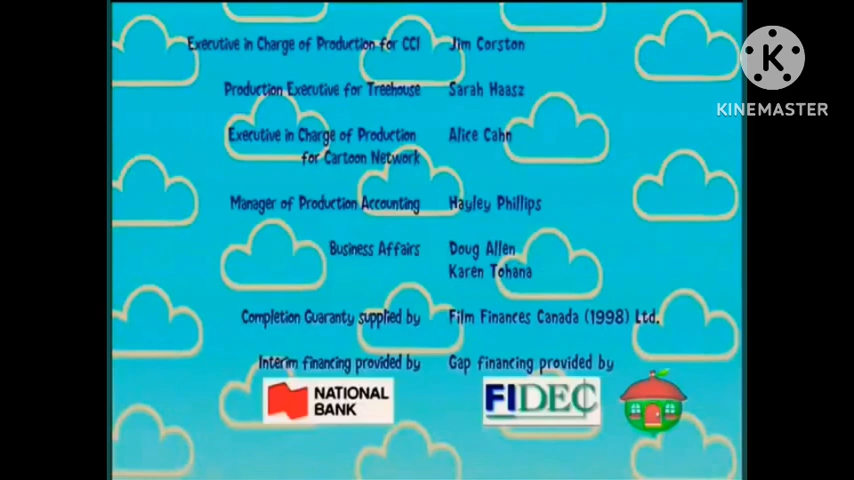 Executive in Charge of Production for CCI Jim Corston
KINEMASTER
Production Executive for Treehouse Sarah Haasz
Executive in Charge of Production Alice Cahn
for Cartoon Network
Manager of Production Accounting Hayley Phillips
Business Affairs Doug Allen
Karen Tohana
Completion Guaranty supplied by Film Finances Canada (1998) Ltd.
Interim financing provided by Gap financing provided by
NATIONAL
BANK
FIDEC